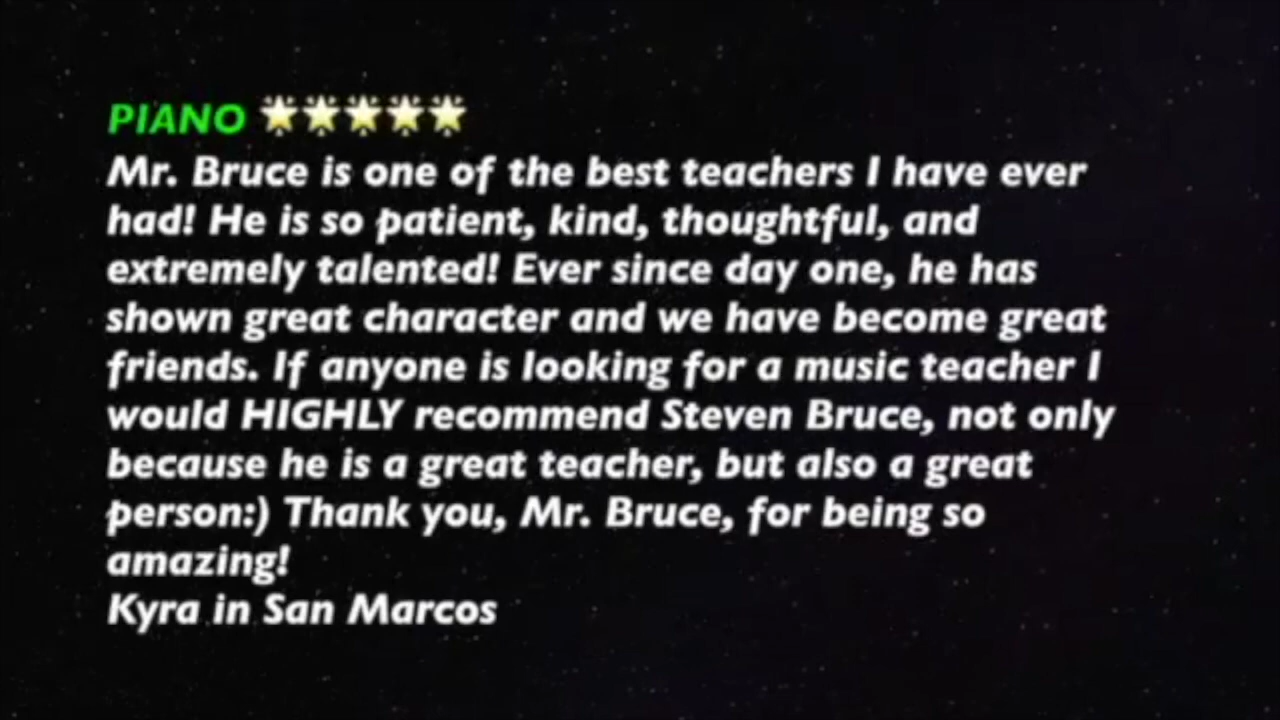 PIANO 🌟🌟🌟🌟🌟
Mr. Bruce is one of the best teachers I have ever
had! He is so patient, kind, thoughtful, and
extremely talented! Ever since day one, he has
shown great character and we have become great
friends. If anyone is looking for a music teacher I
would HIGHLY recommend Steven Bruce, not only
because he is a great teacher, but also a great
person:) Thank you, Mr. Bruce, for being so
amazing!
Kyra in San Marcos